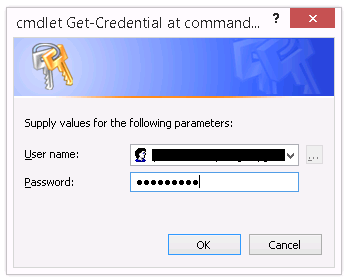 cmdlet Get-Credential at command...
?
Supply values for the following parameters:
User name:
...
Password:
●●●●●●●●●
OK
Cancel